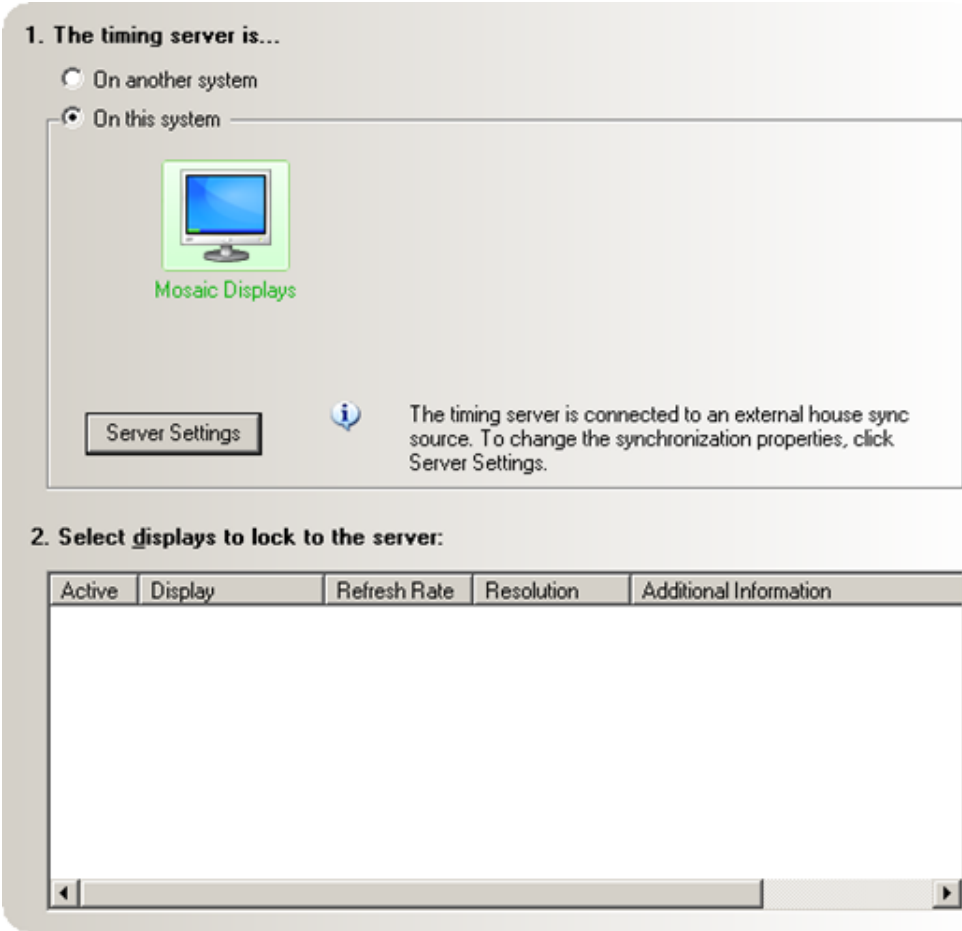 1. The timing server is...
On another system
On this system
Mosaic Displays
Server Settings
The timing server is connected to an external house sync
source. To change the synchronization properties, click
Server Settings.
2. Select displays to lock to the server:
Active Display Refresh Rate Resolution Additional Information